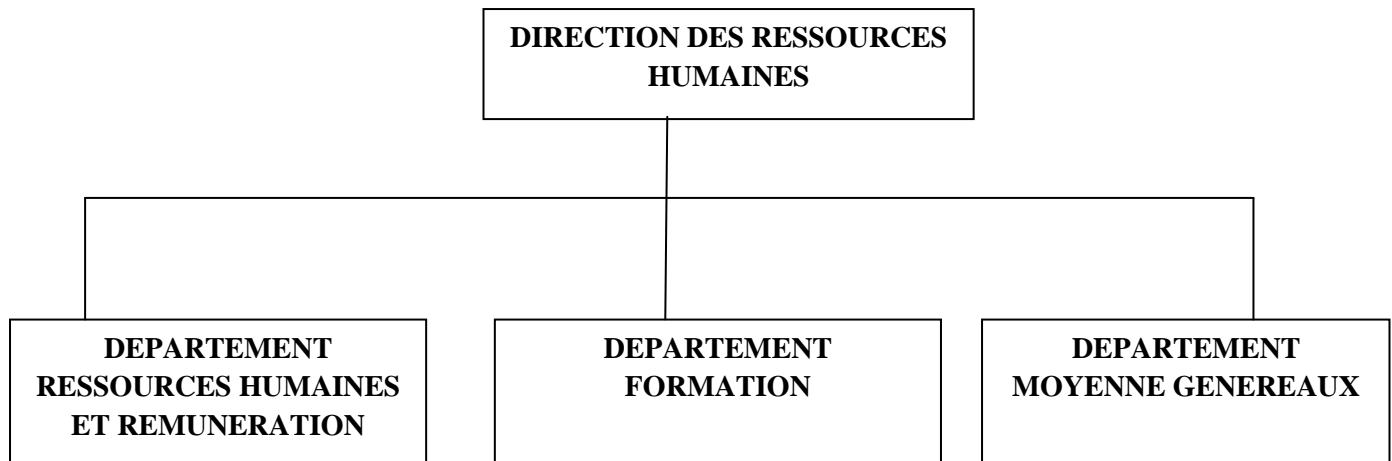 DIRECTION DES RESSOURCES
HUMAINES
DEPARTEMENT
RESSOURCES HUMAINES
ET REMUNERATION
DEPARTEMENT
FORMATION
DEPARTEMENT
MOYENNE GENEREAUX